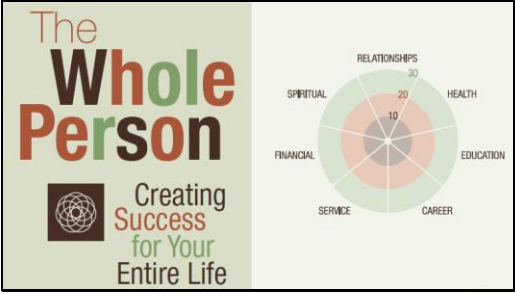 The
Whole
Person
Creating
Success
for Your
Entire Life
RELATIONSHIPS
30
SPIRITUAL
20
HEALTH
10
FINANCIAL
EDUCATION
SERVICE
CAREER